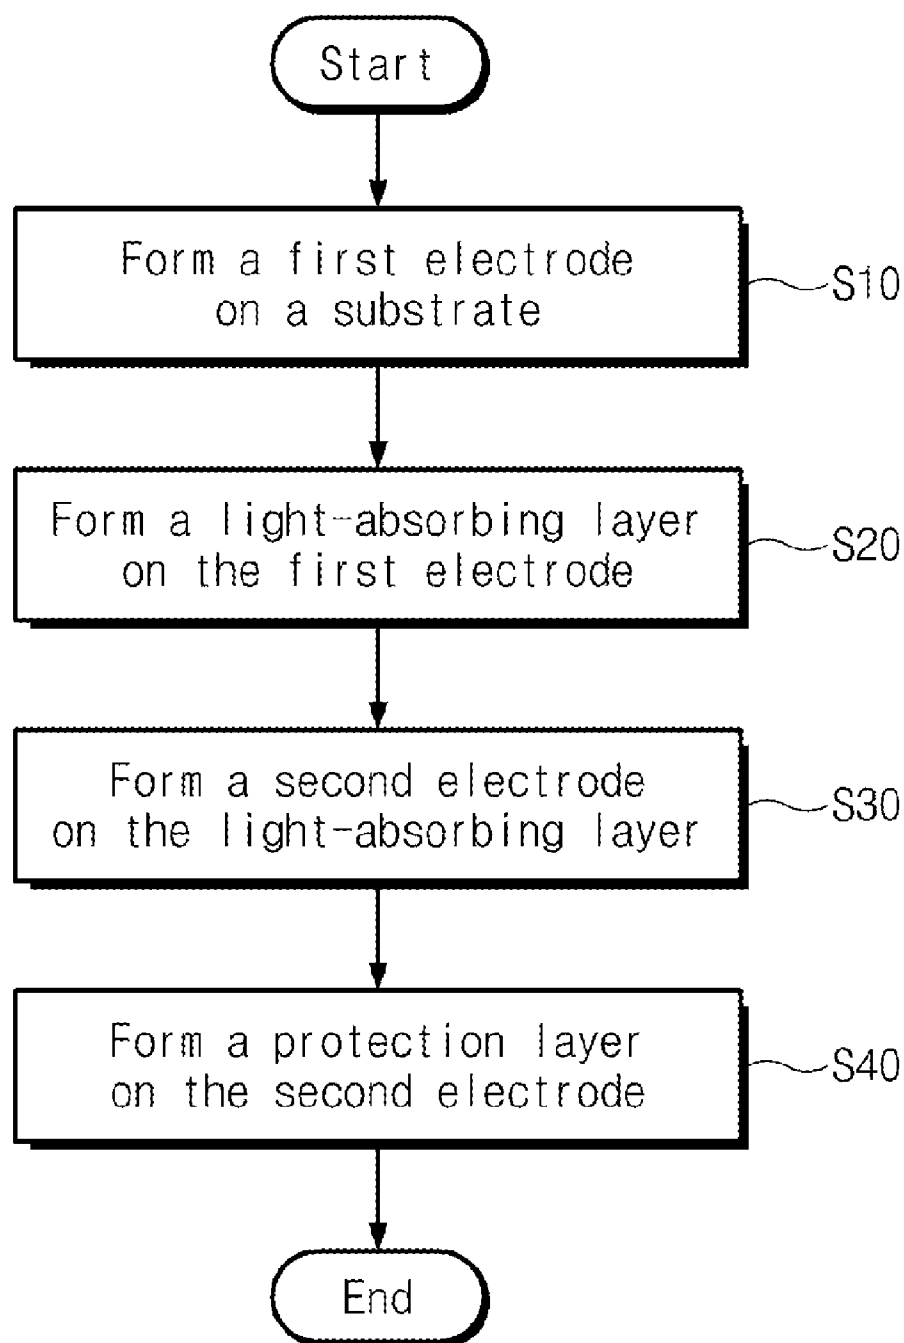 Start
Form a first electrode
on a substrate
S10
Form a light-absorbing layer
on the first electrode
S20
Form a second electrode
on the light-absorbing layer
S30
Form a protection layer
on the second electrode
S40
End